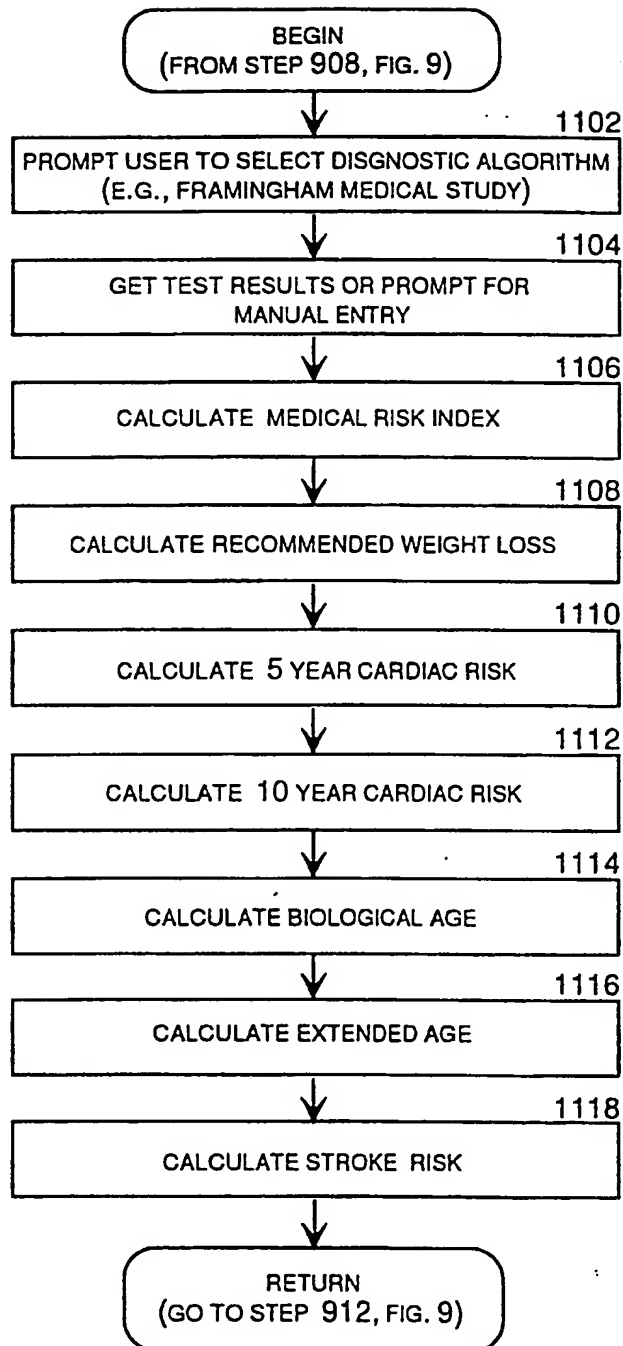 BEGIN
(FROM STEP 908, FIG. 9)
1102
PROMPT USER TO SELECT DISGNOSTIC ALGORITHM
(E.G., FRAMINGHAM MEDICAL STUDY)
1104
GET TEST RESULTS OR PROMPT FOR
MANUAL ENTRY
1106
CALCULATE MEDICAL RISK INDEX
1108
CALCULATE RECOMMENDED WEIGHT LOSS
1110
CALCULATE 5 YEAR CARDIAC RISK
1112
CALCULATE 10 YEAR CARDIAC RISK
1114
CALCULATE BIOLOGICAL AGE
1116
CALCULATE EXTENDED AGE
1118
CALCULATE STROKE RISK
RETURN
(GO TO STEP 912, FIG. 9)